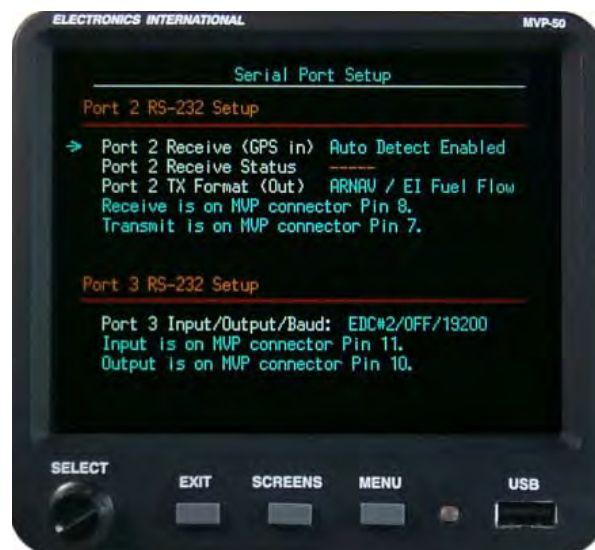 ELECTRONICS INTERNATIONAL MVP-50
Serial Port Setup
Port 2 RS-232 Setup
Port 2 Receive (GPS in) Auto Detect Enabled
Port 2 Receive Status -----
Port 2 TX Format (Out) ARNAV / EI Fuel Flow
Receive is on MVP connector Pin 8.
Transmit is on MVP connector Pin 7.
Port 3 RS-232 Setup
Port 3 Input/Output/Baud: EDC#2/OFF/19200
Input is on MVP connector Pin 11.
Output is on MVP connector Pin 10.
SELECT EXIT SCREENS MENU USB